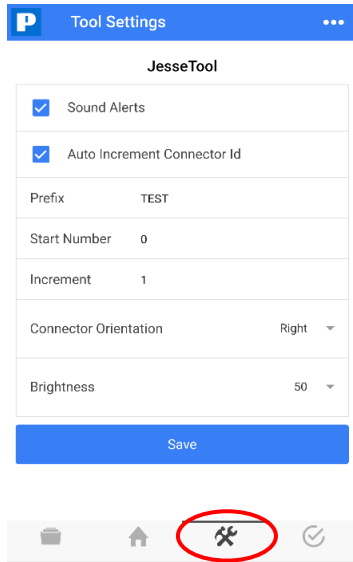 P Tool Settings
JesseTool
Sound Alerts
Auto Increment Connector Id
Prefix TEST
Start Number 0
Increment 1
Connector Orientation Right
Brightness 50
Save